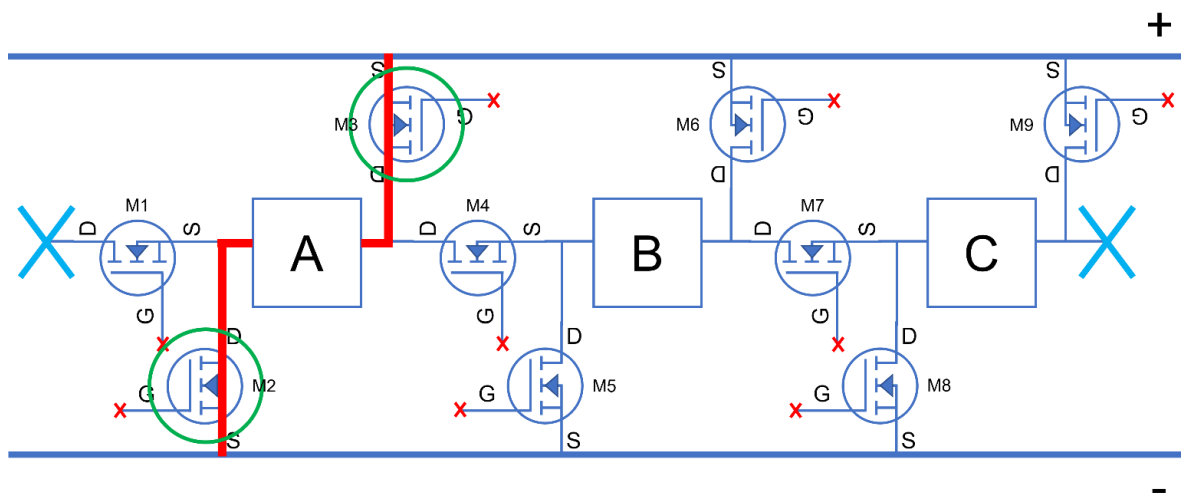 +
S S S
M3 G M6 G M9 G
D D D
D M1 S A D M4 S B D M7 S C
G G G
D D D
G M2 G M5 G M8
S S S
-